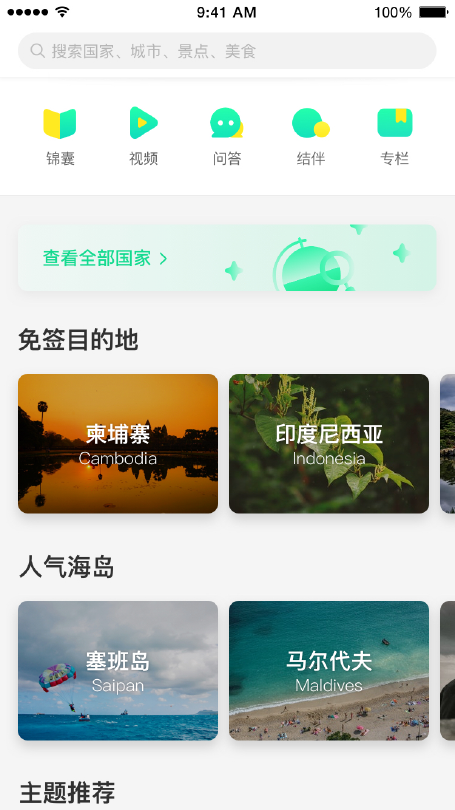 9:41 AM
100%
搜索国家、城市、景点、美食
锦囊
视频
问答
结伴
专栏
查看全部国家
免签目的地
柬埔寨
Cambodia
印度尼西亚
Indonesia
人气海岛
塞班岛
Saipan
马尔代夫
Maldives
主题推荐